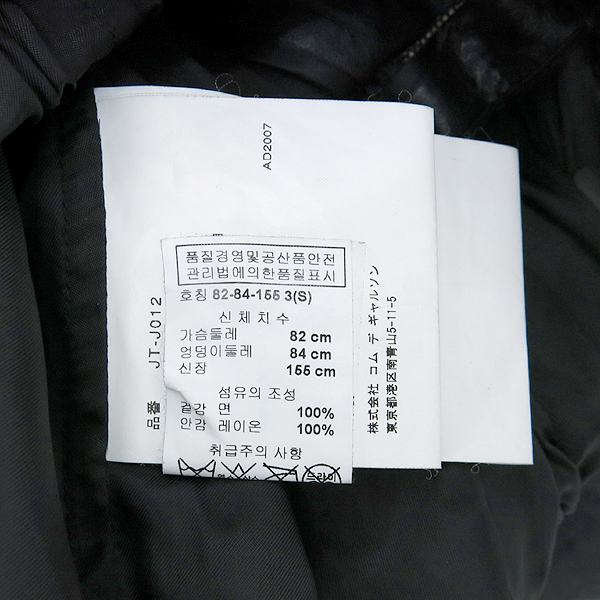 AD2007
品番 JT-J012
품질경영및공산품안전
관리법에의한품질표시
호칭 82-84-155 3(S)
신 체 치 수
가슴둘레 82 cm
엉덩이둘레 84 cm
신장 155 cm
섬유의 조성
겉감 면 100%
안감 레이온 100%
취급주의 사항
드라이
株式会社 コム デ ギャルソン
東京都港区南青山5-11-5